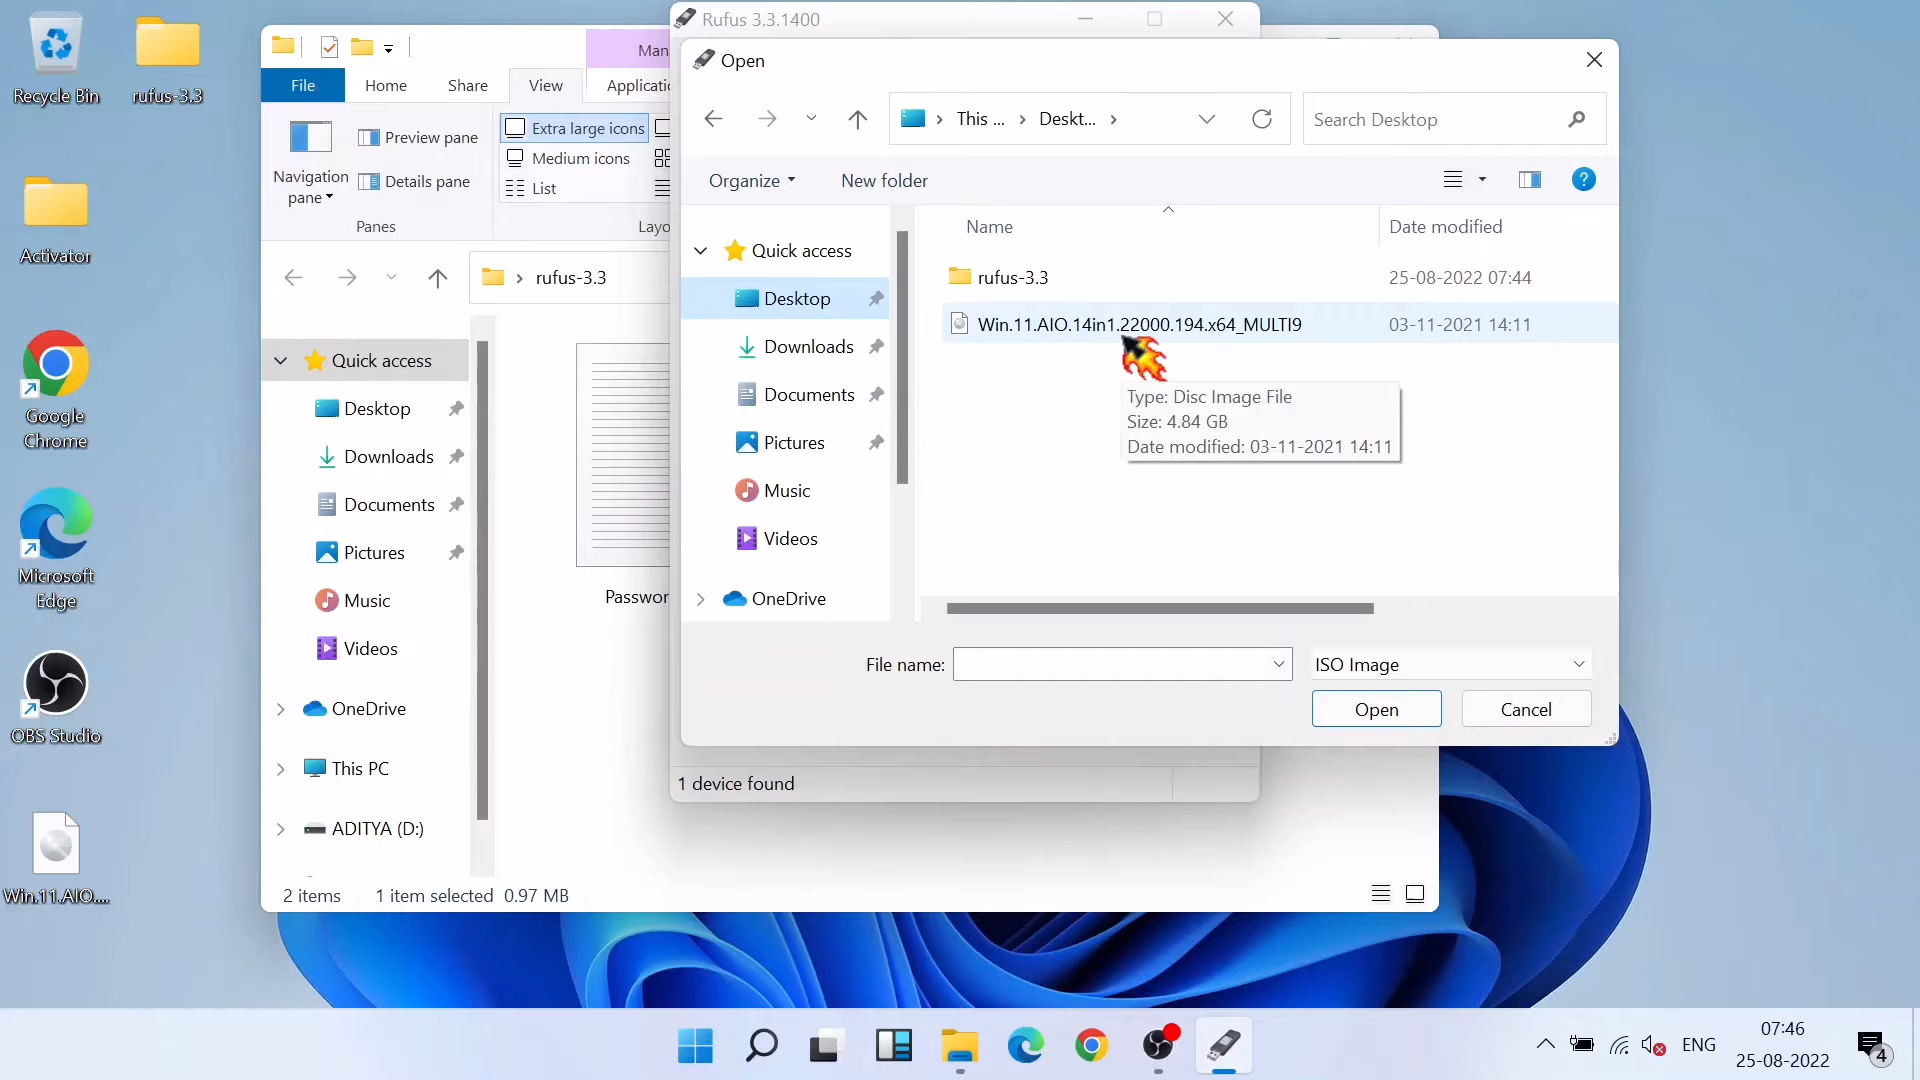 Recycle Bin
rufus-3.3
Activator
Google
Chrome
Microsoft
Edge
OBS Studio
Win.11.AIO....
File
Home
Share
View
Navigation
pane
Preview pane
Details pane
Panes
Extra large icons
Medium icons
List
rufus-3.3
Quick access
Desktop
Downloads
Documents
Pictures
Music
Videos
OneDrive
This PC
ADITYA (D:)
2 items
1 item selected 0.97 MB
Rufus 3.3.1400
Open
This ...
Deskt...
Search Desktop
Organize
New folder
?
Quick access
Desktop
Downloads
Documents
Pictures
Music
Videos
OneDrive
Name
Date modified
rufus-3.3
25-08-2022 07:44
Win.11.AIO.14in1.22000.194.x64_MULTI9
03-11-2021 14:11
Type: Disc Image File
Size: 4.84 GB
Date modified: 03-11-2021 14:11
File name:
ISO Image
Open
Cancel
1 device found
ENG
07:46
25-08-2022
4